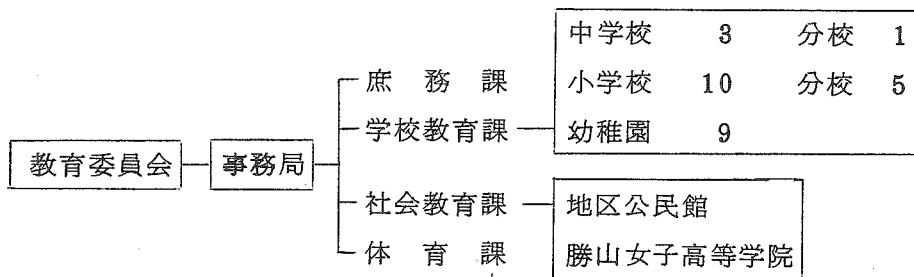 中学校 3 分校 1
庶務課 小学校 10 分校 5
学校教育課 幼稚園 9
教育委員会 事務局
社会教育課 地区公民館
体育課 勝山女子高等学院